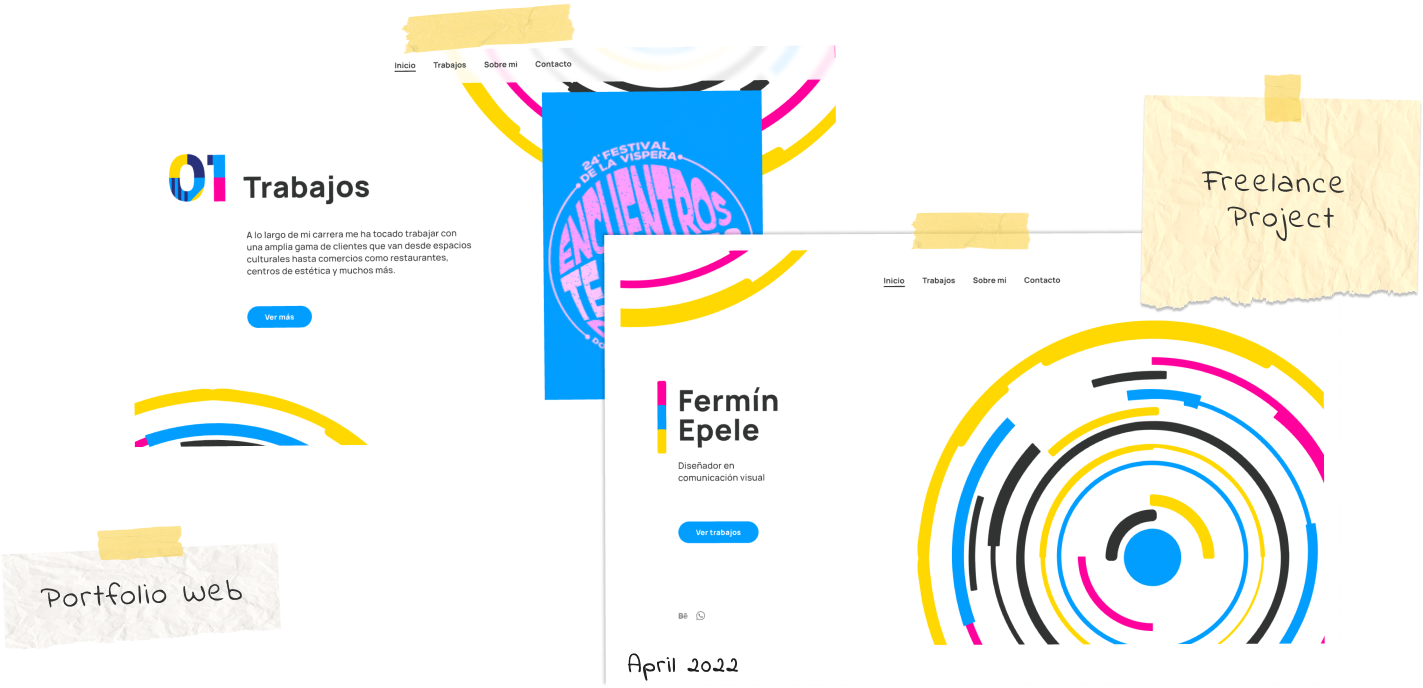 Inicio Trabajos Sobre mi Contacto
01 Trabajos
A lo largo de mi carrera me ha tocado trabajar con
una amplia gama de clientes que van desde espacios
culturales hasta comercios como restaurantes,
centros de estética y muchos más.
Ver más
24° FESTIVAL
DE LA VISPERA
ENCUENTROS
Freelance
Project
Inicio Trabajos Sobre mi Contacto
Fermín
Epele
Diseñador en
comunicación visual
Ver trabajos
Bē
April 2022
Portfolio web